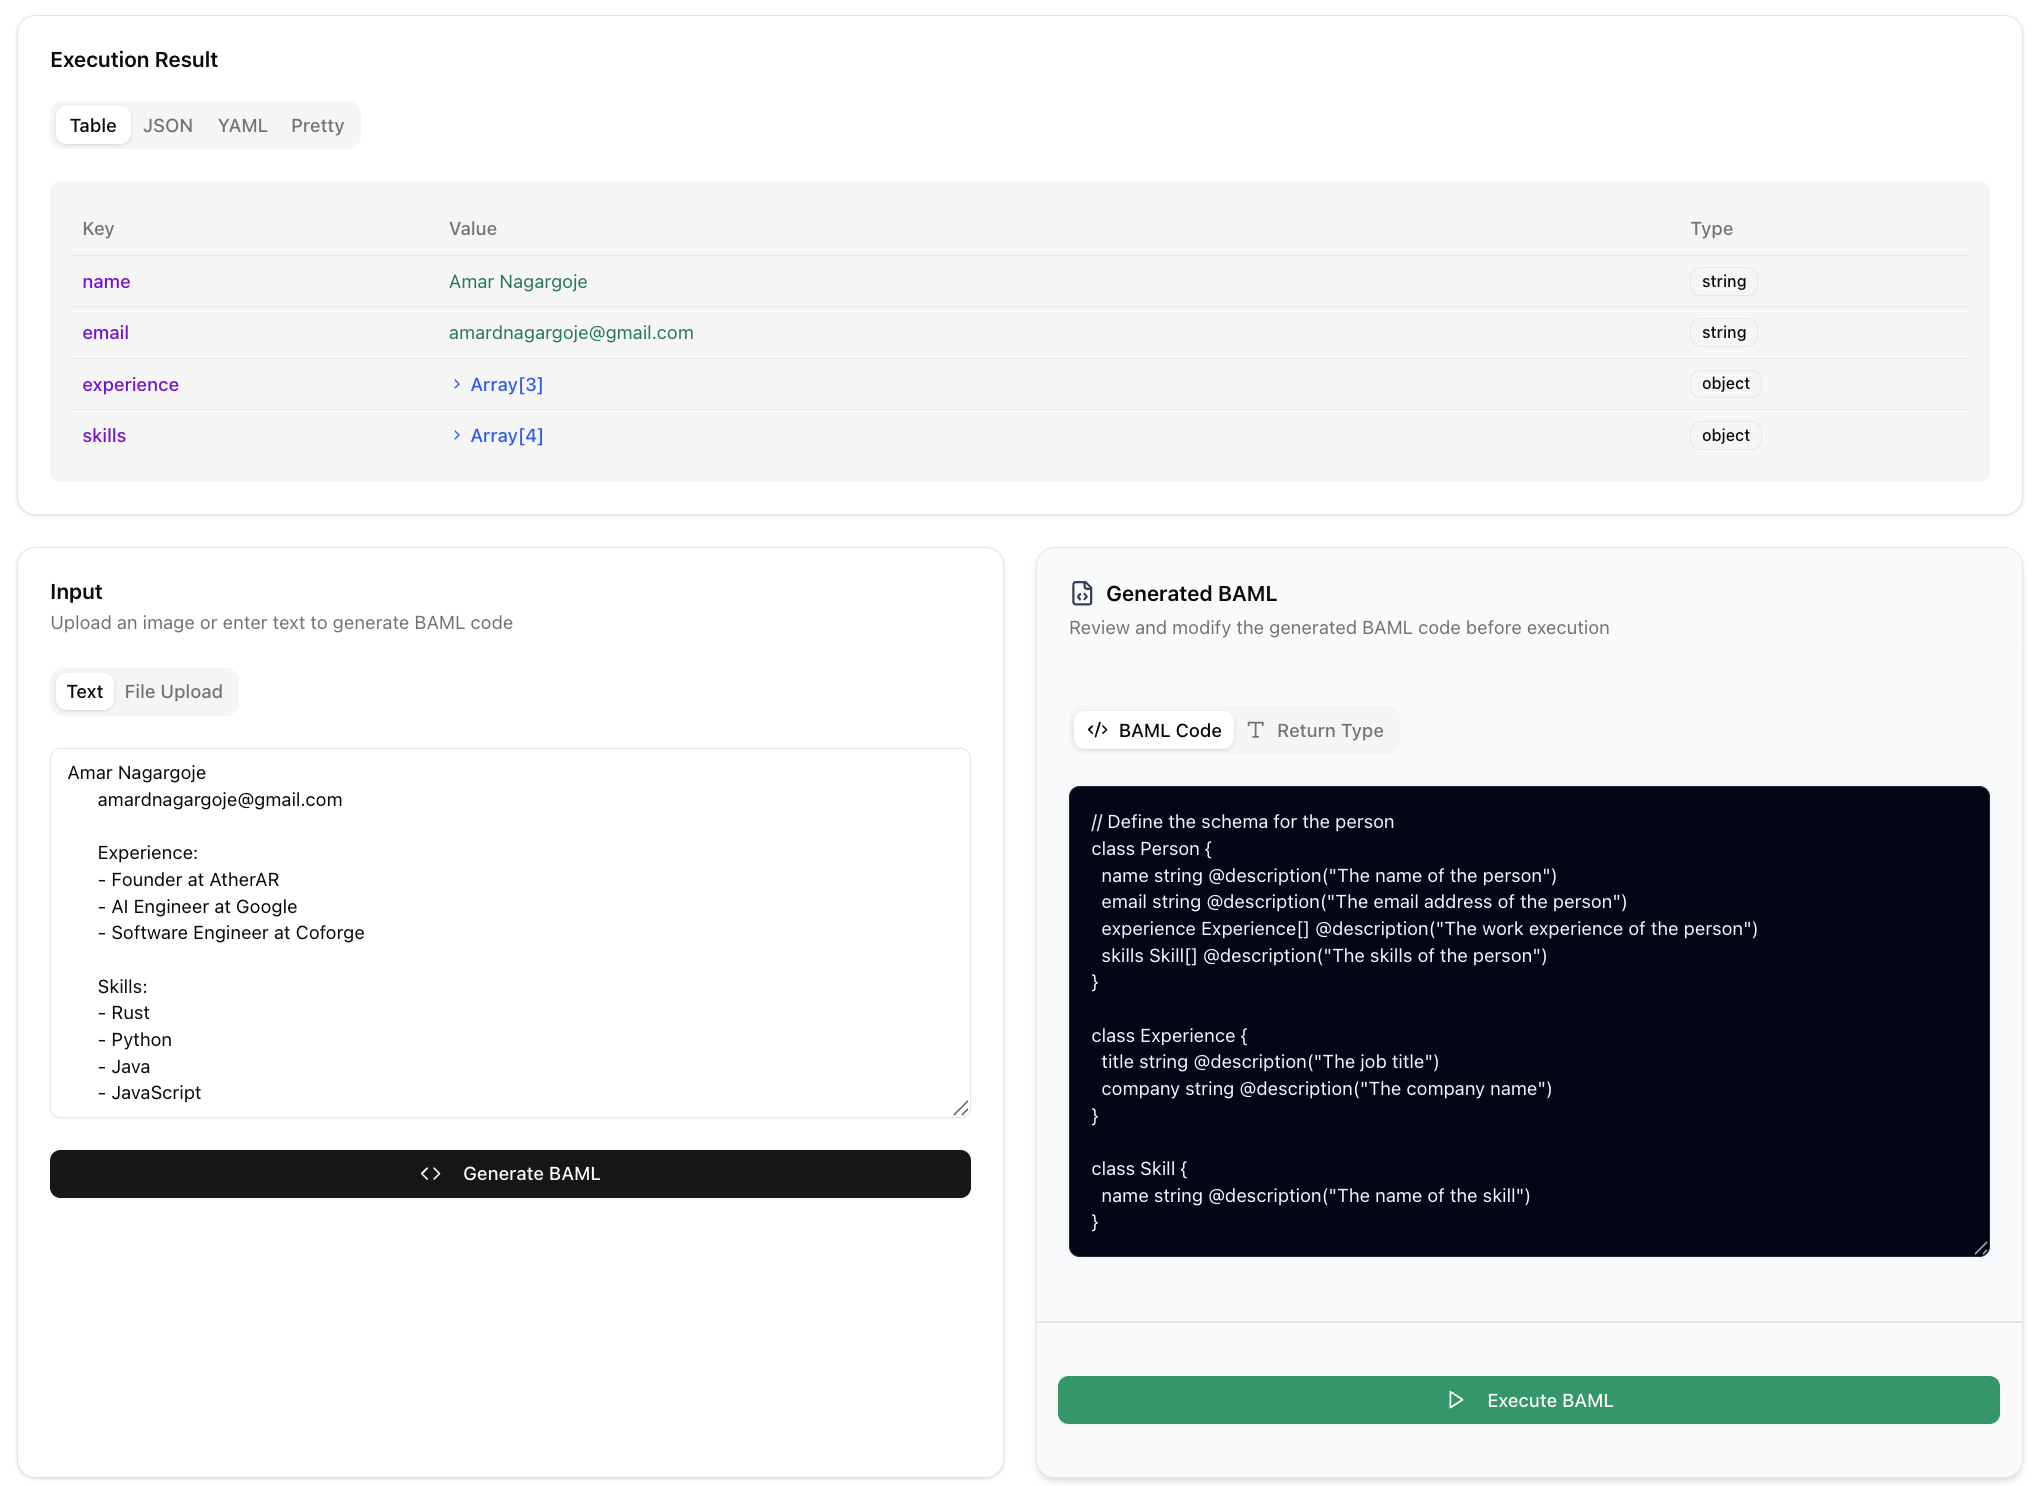 Execution Result
Table JSON YAML Pretty
Key Value Type
name Amar Nagargoje string
email amardnagargoje@gmail.com string
experience > Array[3] object
skills > Array[4] object
Input
Upload an image or enter text to generate BAML code
Text File Upload
Amar Nagargoje
amardnagargoje@gmail.com
Experience:
- Founder at AtherAR
- AI Engineer at Google
- Software Engineer at Coforge
Skills:
- Rust
- Python
- Java
- JavaScript
<> Generate BAML
Generated BAML
Review and modify the generated BAML code before execution
</> BAML Code T Return Type
// Define the schema for the person
class Person {
name string @description("The name of the person")
email string @description("The email address of the person")
experience Experience[] @description("The work experience of the person")
skills Skill[] @description("The skills of the person")
}
class Experience {
title string @description("The job title")
company string @description("The company name")
}
class Skill {
name string @description("The name of the skill")
}
Execute BAML